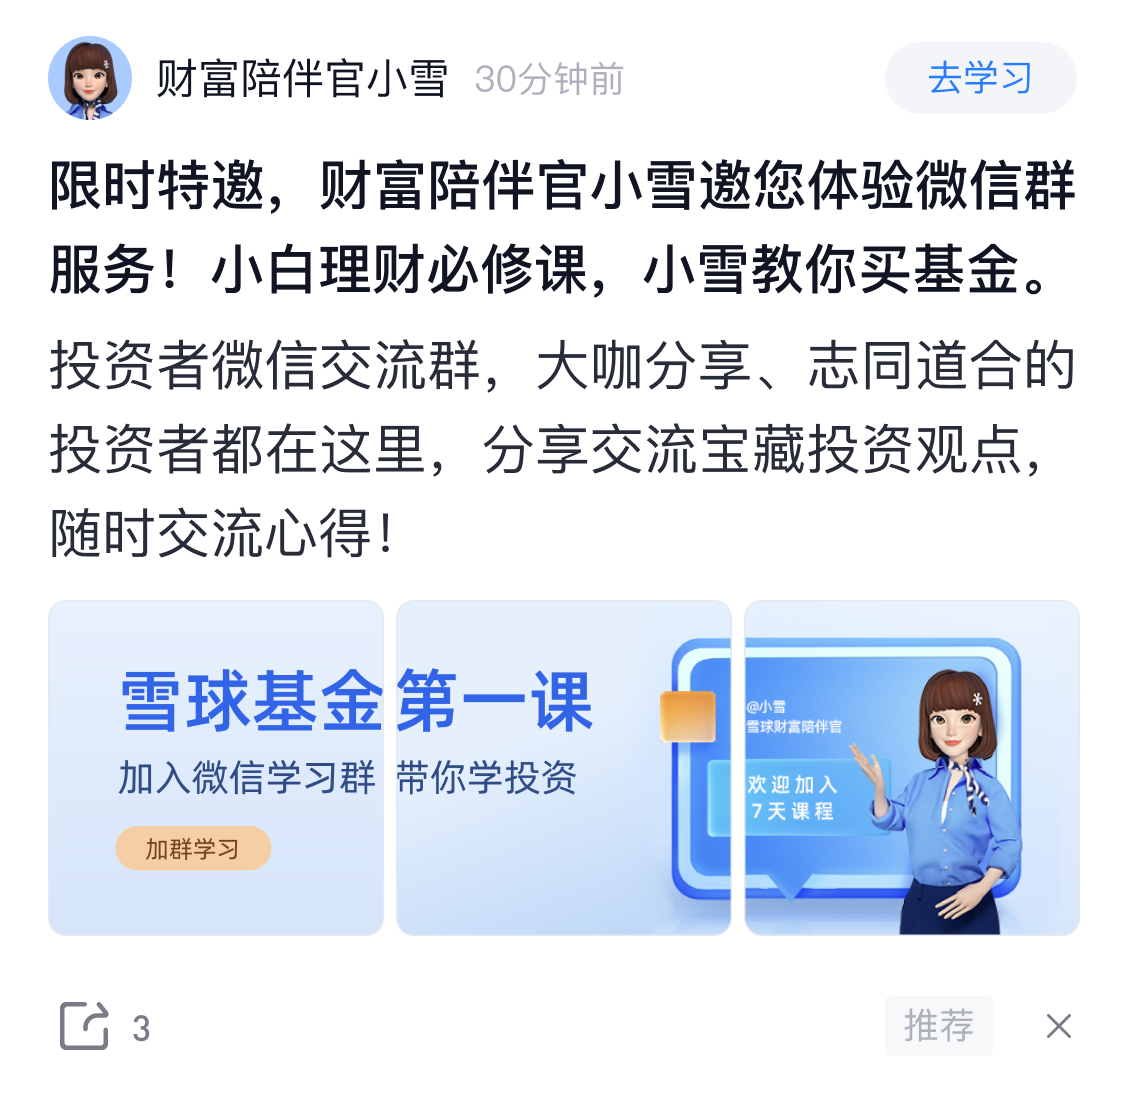 财富陪伴官小雪 30分钟前 去学习
限时特邀，财富陪伴官小雪邀您体验微信群
服务！小白理财必修课，小雪教你买基金。
投资者微信交流群，大咖分享、志同道合的
投资者都在这里，分享交流宝藏投资观点，
随时交流心得！
雪球基金第一课
加入微信学习群 带你学投资
加群学习
@小雪
雪球财富陪伴官
欢迎加入
7天课程
3 推荐